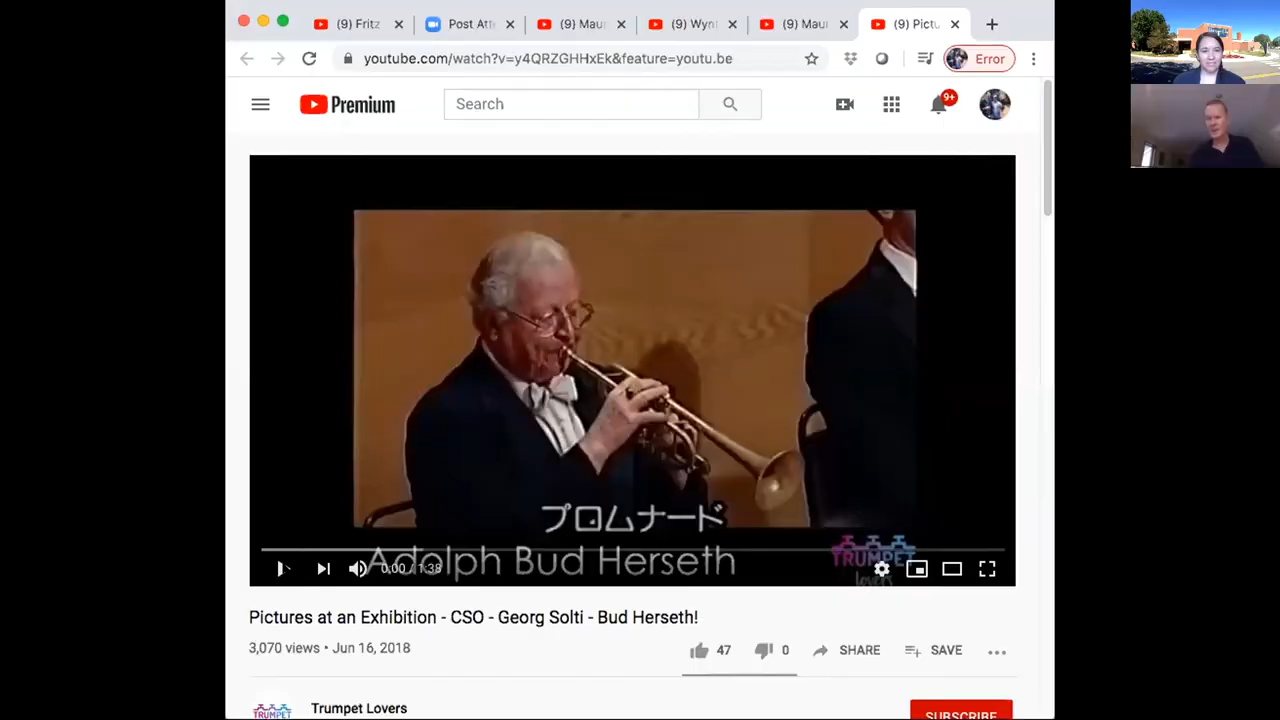 (9) Fritz
Post Atte
(9) Mau
(9) Wyn
(9) Mau
(9) Pictu
youtube.com/watch?v=y4QRZGHHxEk&feature=youtu.be
Error
Premium
Search
9+
プロムナード
Adolph Bud Herseth
TRUMPET
lovers
0:00 / 1:38
Pictures at an Exhibition - CSO - Georg Solti - Bud Herseth!
3,070 views • Jun 16, 2018
47
0
SHARE
SAVE
TRUMPET
Trumpet Lovers
SUBSCRIBE